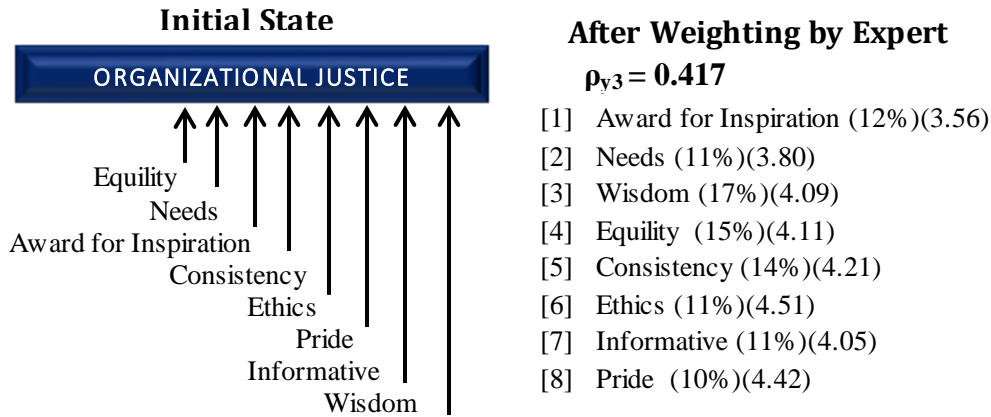 Initial State
ORGANIZATIONAL JUSTICE
Equility
Needs
Award for Inspiration
Consistency
Ethics
Pride
Informative
Wisdom
After Weighting by Expert
ρy3 = 0.417
[1] Award for Inspiration (12%)(3.56)
[2] Needs (11%)(3.80)
[3] Wisdom (17%)(4.09)
[4] Equility (15%)(4.11)
[5] Consistency (14%)(4.21)
[6] Ethics (11%)(4.51)
[7] Informative (11%)(4.05)
[8] Pride (10%)(4.42)